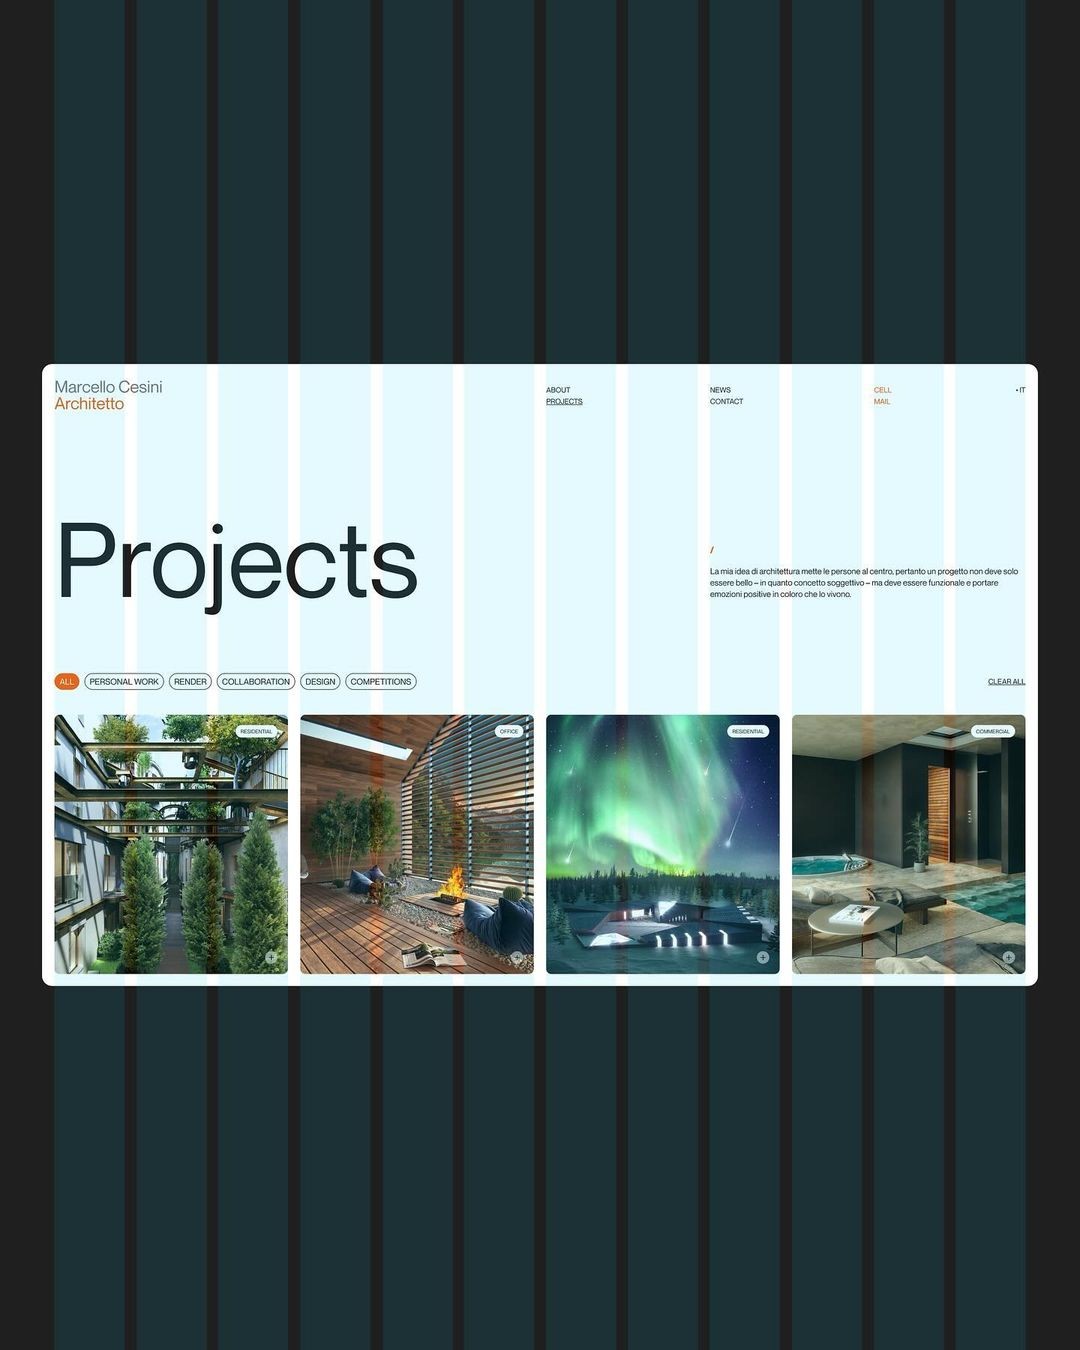 Marcello Cesini
Architetto
ABOUT
PROJECTS
NEWS
CONTACT
CELL
MAIL
• IT
Projects
/
La mia idea di architettura mette le persone al centro, pertanto un progetto non deve solo
essere bello – in quanto concetto soggettivo – ma deve essere funzionale e portare
emozioni positive in coloro che lo vivono.
ALL
PERSONAL WORK
RENDER
COLLABORATION
DESIGN
COMPETITIONS
CLEAR ALL
RESIDENTIAL
OFFICE
RESIDENTIAL
COMMERCIAL